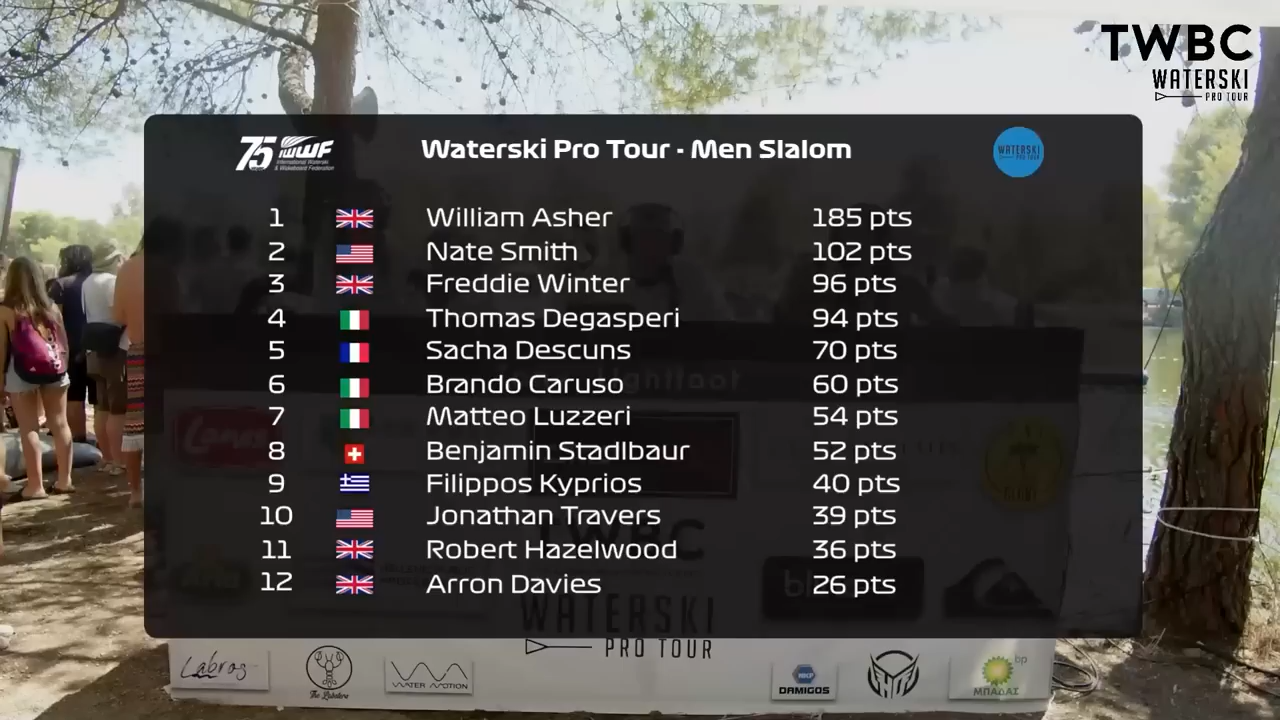 TWBC
WATERSKI
PRO TOUR
75 IWWF
International Waterski
& Wakeboard Federation
Waterski Pro Tour - Men Slalom
WATERSKI
PRO TOUR
1 William Asher 185 pts
2 Nate Smith 102 pts
3 Freddie Winter 96 pts
4 Thomas Degasperi 94 pts
5 Sacha Descuns 70 pts
6 Brando Caruso 60 pts
7 Matteo Luzzeri 54 pts
8 Benjamin Stadlbaur 52 pts
9 Filippos Kyprios 40 pts
10 Jonathan Travers 39 pts
11 Robert Hazelwood 36 pts
12 Arron Davies 26 pts
TWBC
WATERSKI
PRO TOUR
Labros
The Lobsters
WATER MOTION
DAMIGOS
bp
ΜΠΑΔΑΣ